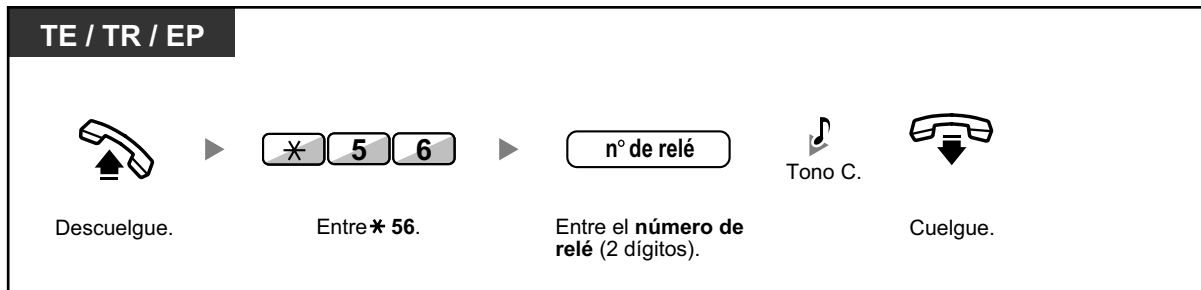 TE / TR / EP
✱ 5 6
n° de relé
Tono C.
Descuelgue.
Entre ✱ 56.
Entre el número de
relé (2 dígitos).
Cuelgue.